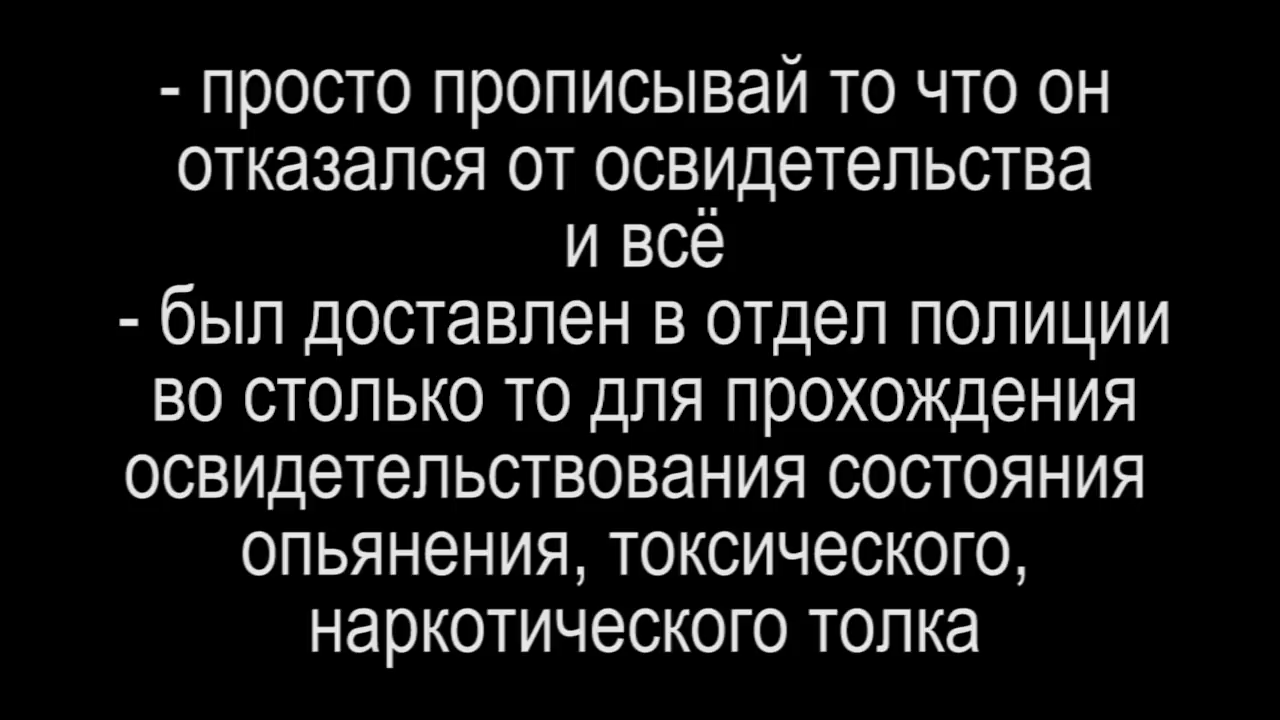 - просто прописывай то что он
отказался от освидетельства
и всё
- был доставлен в отдел полиции
во столько то для прохождения
освидетельствования состояния
опьянения, токсического,
наркотического толка